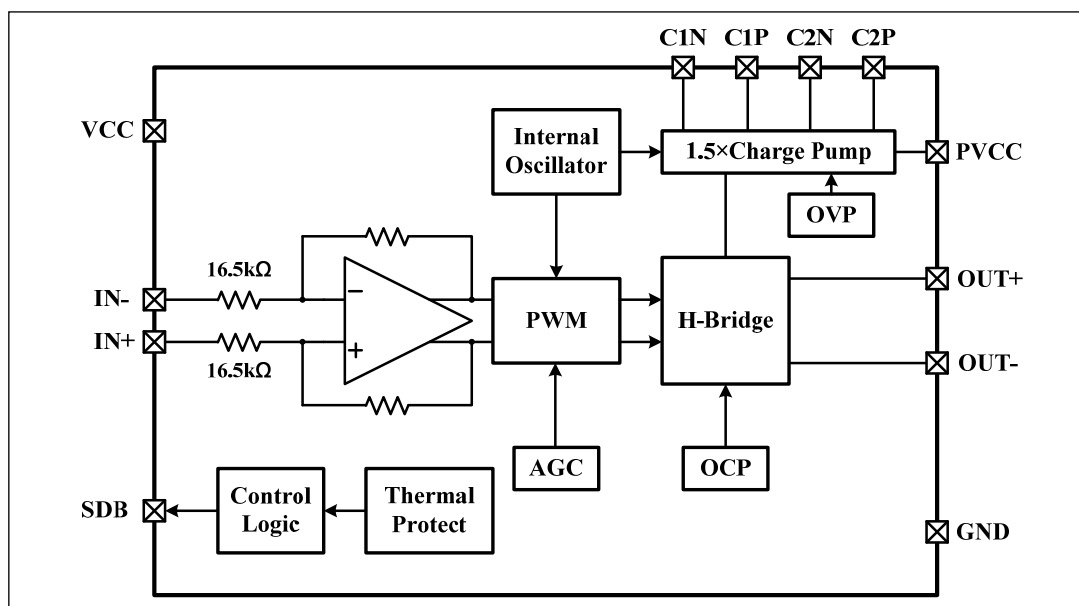 C1N C1P C2N C2P
VCC
Internal
Oscillator
1.5×Charge Pump
PVCC
OVP
16.5kΩ
IN-
IN+
16.5kΩ
−
+
PWM
H-Bridge
OUT+
OUT-
AGC
OCP
SDB
Control
Logic
Thermal
Protect
GND